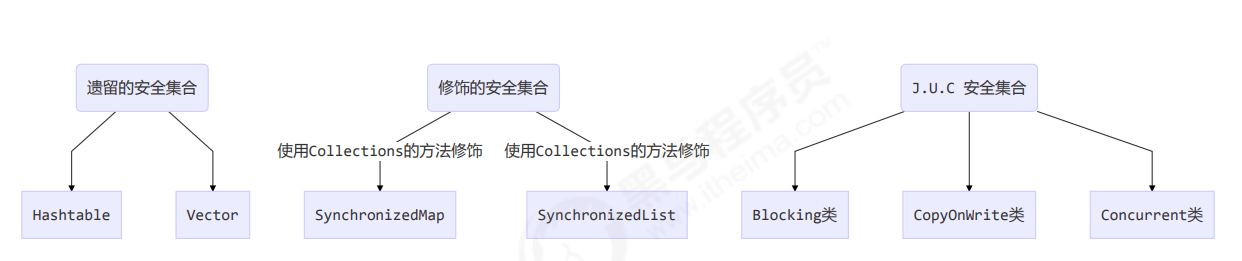 遗留的安全集合
修饰的安全集合
J.U.C 安全集合
使用Collections的方法修饰
使用Collections的方法修饰
Hashtable
Vector
SynchronizedMap
SynchronizedList
Blocking类
CopyOnWrite类
Concurrent类
黑马程序员™
www.itheima.com